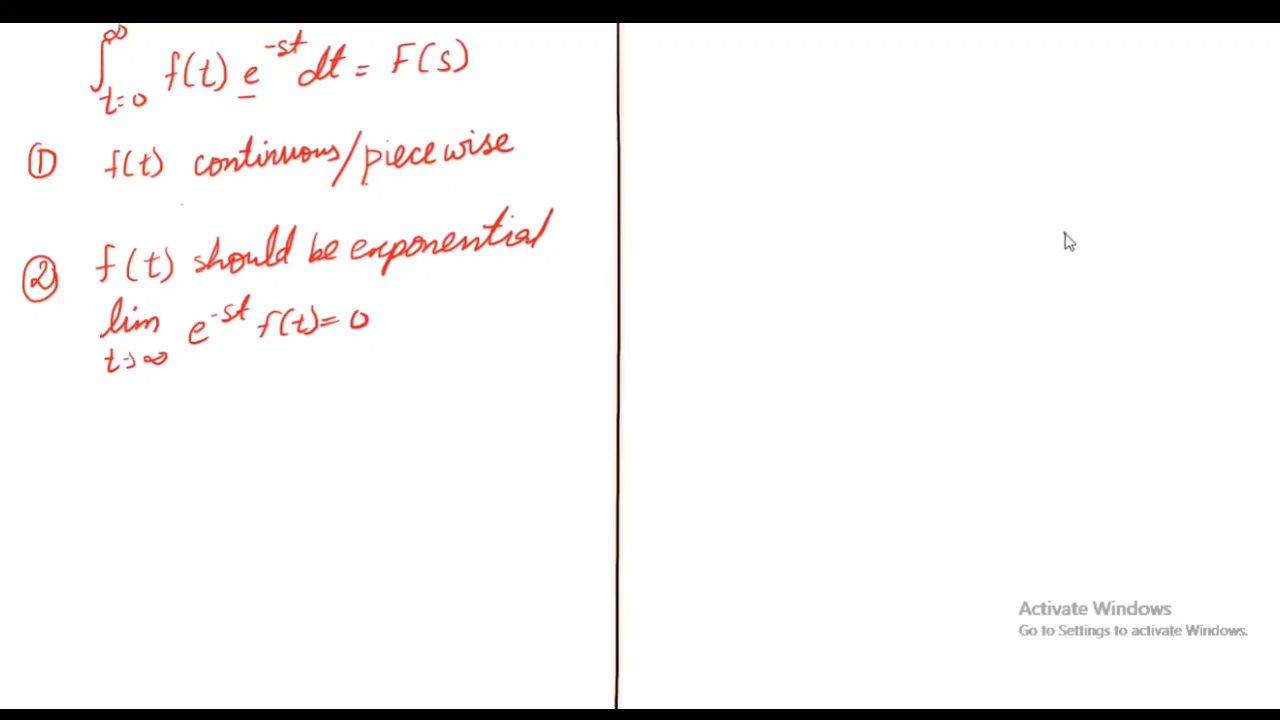 ∫_{t=0}^{∞} f(t) e^{-st} dt = F(s)
① f(t) continuous/piecewise
② f(t) should be exponential
lim_{t→∞} e^{-st} f(t) = 0
Activate Windows
Go to Settings to activate Windows.